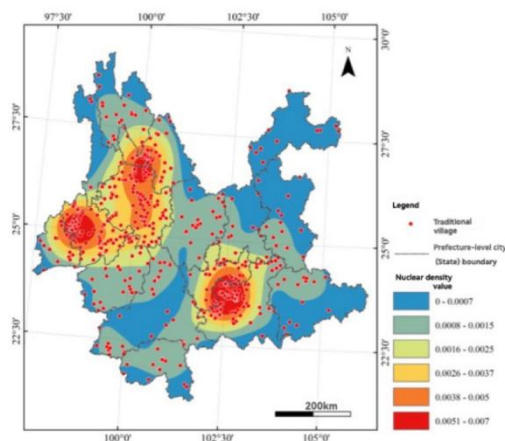 97°30' 100°0' 102°30' 105°0'
30°0'
27°30' 27°30'
25°0' 25°0'
22°30' 22°30'
100°0' 102°30' 105°0'
N
200km
Legend
Traditional
village
Prefecture-level city
(State) boundary
Nuclear density
value
0 - 0.0007
0.0008 - 0.0015
0.0016 - 0.0025
0.0026 - 0.0037
0.0038 - 0.005
0.0051 - 0.007